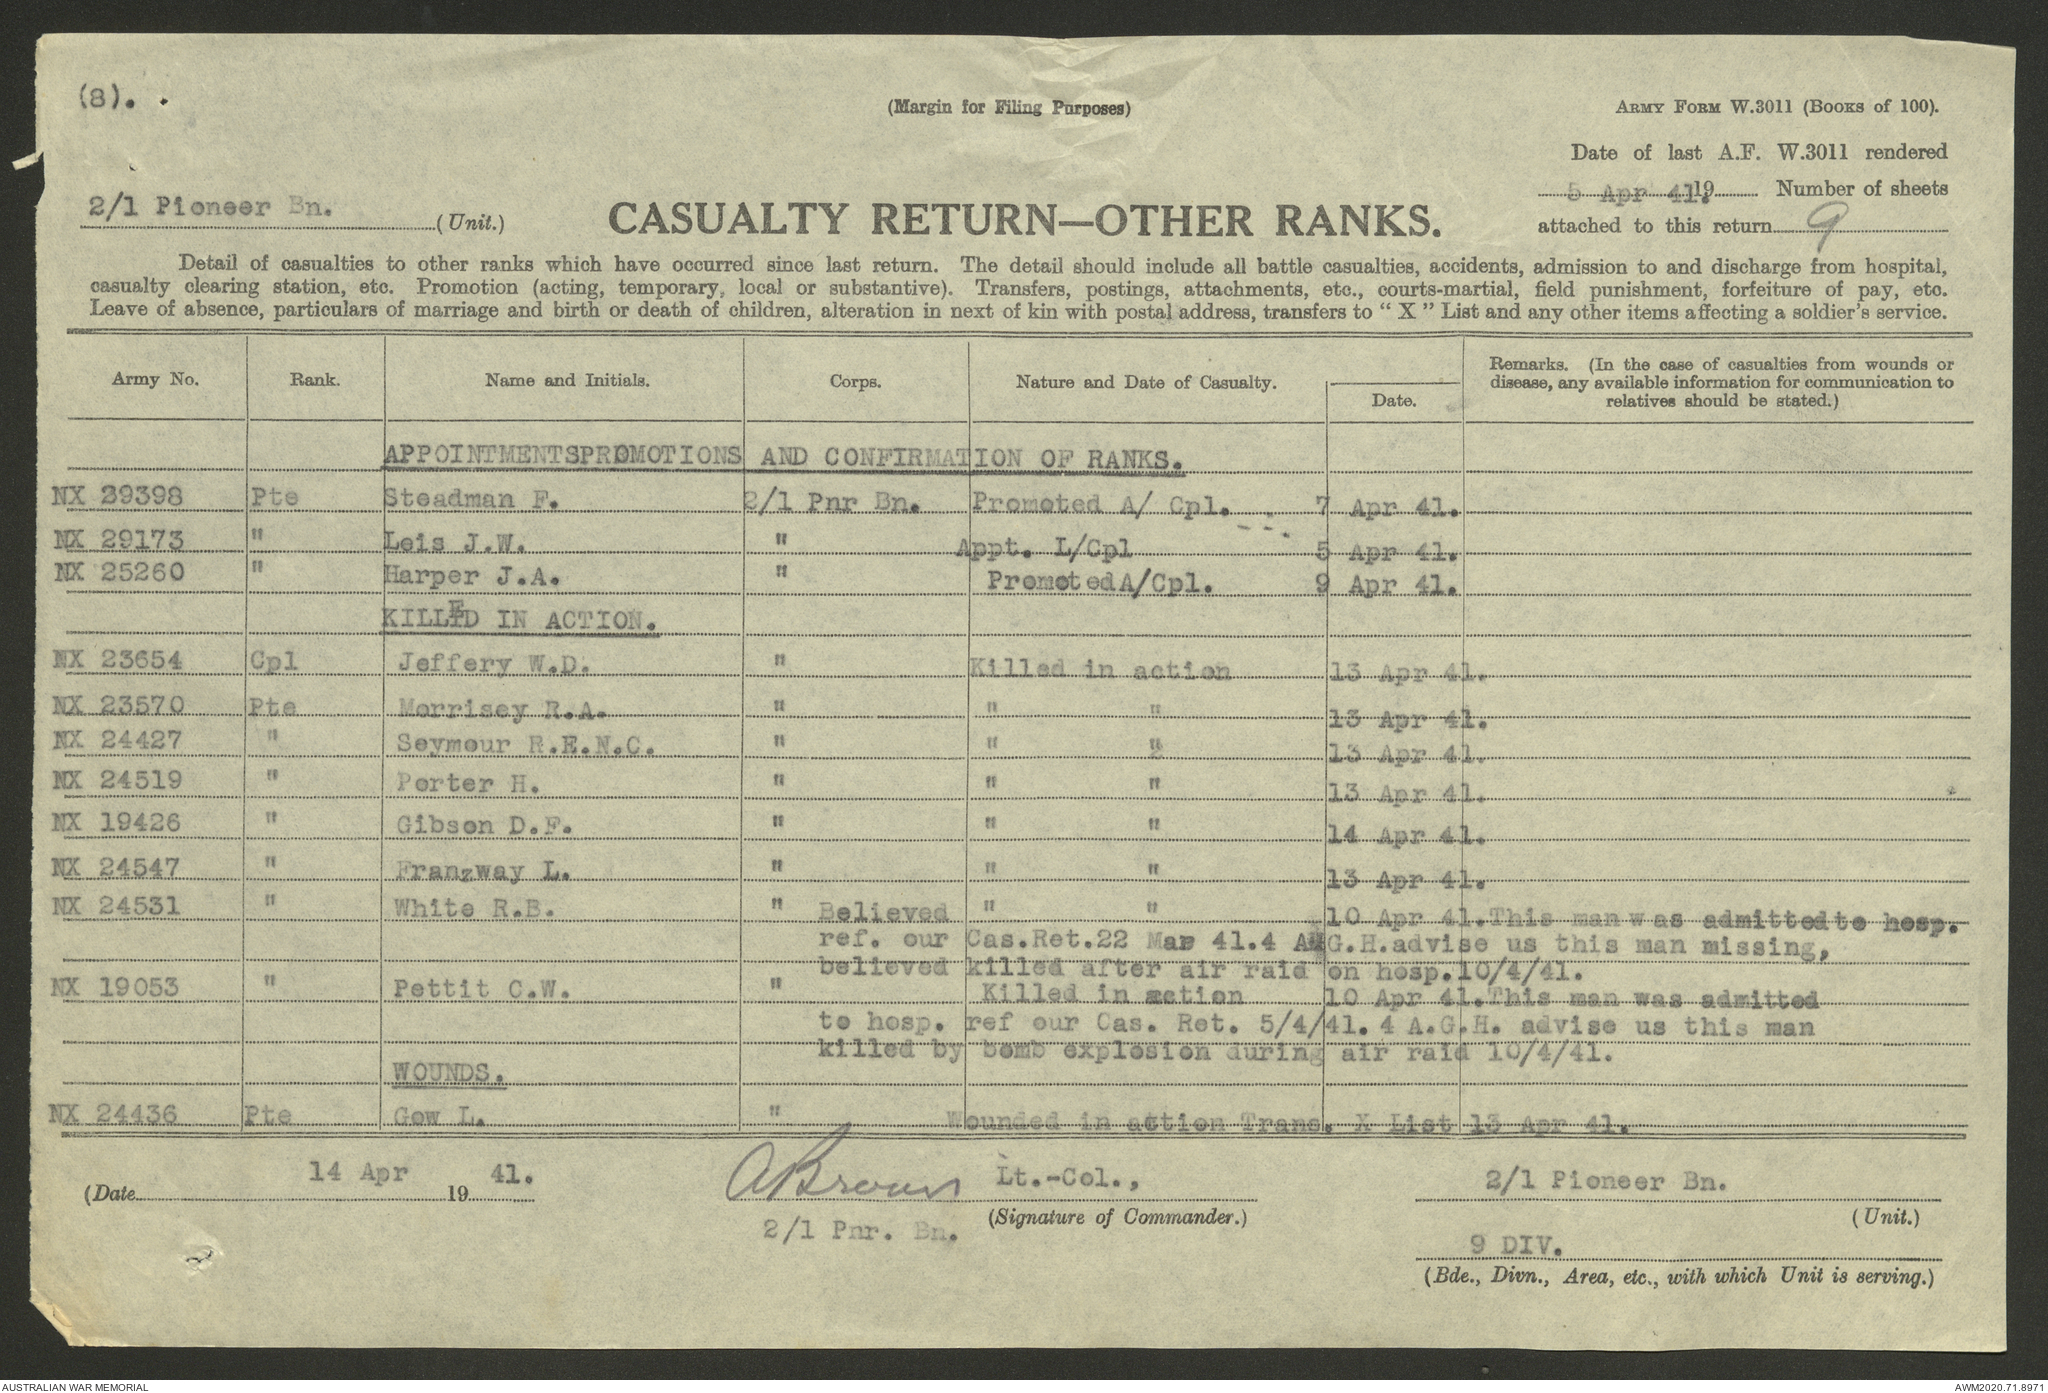 (8).
(Margin for Filing Purposes)
ARMY FORM W.3011 (BOOKS OF 100).
Date of last A.F. W.3011 rendered
5 Apr 41. 19 Number of sheets
attached to this return 9
2/1 Pioneer Bn. (Unit.)
CASUALTY RETURN—OTHER RANKS.
Detail of casualties to other ranks which have occurred since last return. The detail should include all battle casualties, accidents, admission to and discharge from hospital,
casualty clearing station, etc. Promotion (acting, temporary, local or substantive). Transfers, postings, attachments, etc., courts-martial, field punishment, forfeiture of pay, etc.
Leave of absence, particulars of marriage and birth or death of children, alteration in next of kin with postal address, transfers to "X" List and any other items affecting a soldier's service.
Army No. Rank. Name and Initials. Corps. Nature and Date of Casualty. Date. Remarks. (In the case of casualties from wounds or
disease, any available information for communication to
relatives should be stated.)
APPOINTMENTSPROMOTIONS AND CONFIRMATION OF RANKS.
NX 29398 Pte Steadman F. 2/1 Pnr Bn. Promoted A/ Cpl. 7 Apr 41.
NX 29173 " Leis J.W. " Appt. L/Cpl 5 Apr 41.
NX 25260 " Harper J.A. " PromotedA/Cpl. 9 Apr 41.
KILLED IN ACTION.
NX 23654 Cpl Jeffery W.D. " Killed in action 13 Apr 41.
NX 23570 Pte Morrisey R.A. " " " 13 Apr 41.
NX 24427 " Seymour R.E.N.C. " " " 13 Apr 41.
NX 24519 " Porter H. " " " 13 Apr 41.
NX 19426 " Gibson D.F. " " " 14 Apr 41.
NX 24547 " Franzway L. " " " 13 Apr 41.
NX 24531 " White R.B. " Believed " " 10 Apr 41.This man was admittedto hosp.
ref. our Cas.Ret.22 Mar 41.4 A.G.H.advise us this man missing,
believed killed after air raid on hosp.10/4/41.
NX 19053 " Pettit C.W. " Killed in action 10 Apr 41.This man was admitted
to hosp. ref our Cas. Ret. 5/4/41. 4 A.G.H. advise us this man
killed by bomb explosion during air raid 10/4/41.
WOUNDS.
NX 24436 Pte Gow L. " Wounded in action Trans. X List 13 Apr 41.
(Date 14 Apr 19 41.
ABrown Lt.-Col.,
(Signature of Commander.)
2/1 Pnr. Bn.
2/1 Pioneer Bn.
(Unit.)
9 DIV.
(Bde., Divn., Area, etc., with which Unit is serving.)
AUSTRALIAN WAR MEMORIAL
AWM2020.71.8971